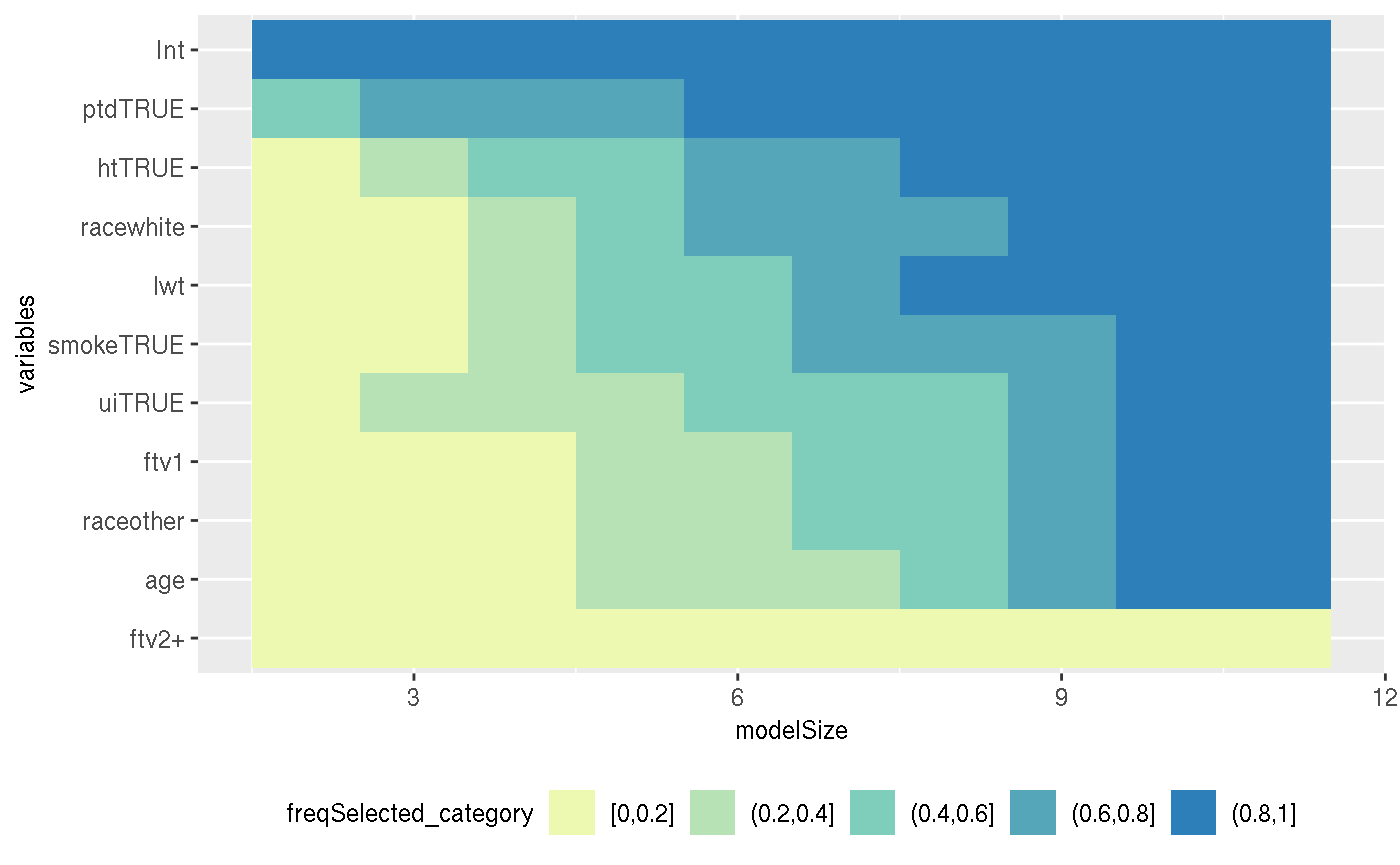 Int
ptdTRUE
htTRUE
racewhite
lwt
smokeTRUE
uiTRUE
ftv1
raceother
age
ftv2+
variables
3 6 9 12
modelSize
freqSelected_category [0,0.2] (0.2,0.4] (0.4,0.6] (0.6,0.8] (0.8,1]